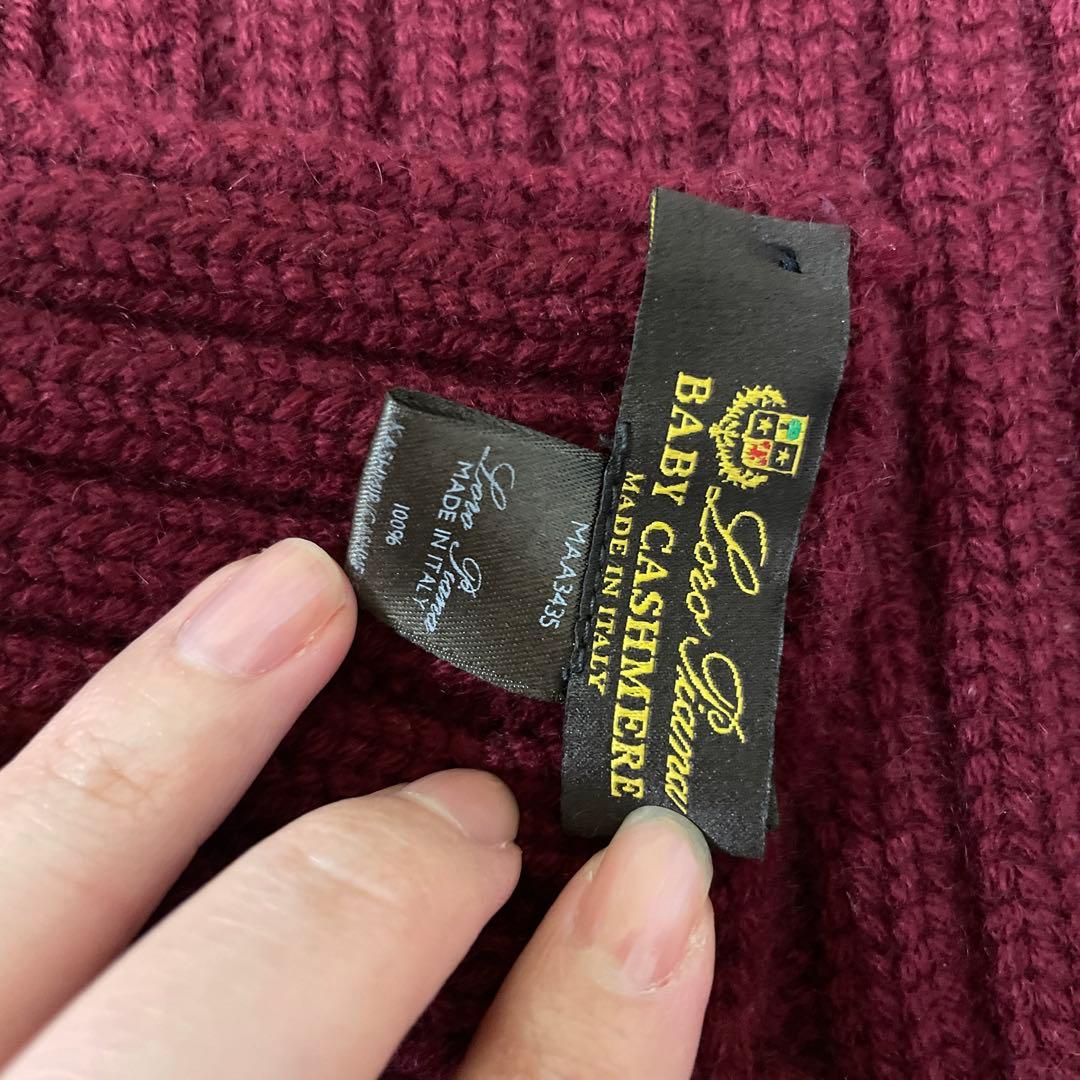 Loro Piana
BABY CASHMERE
MADE IN ITALY
MAA3435
Loro Piana
MADE IN ITALY
100%